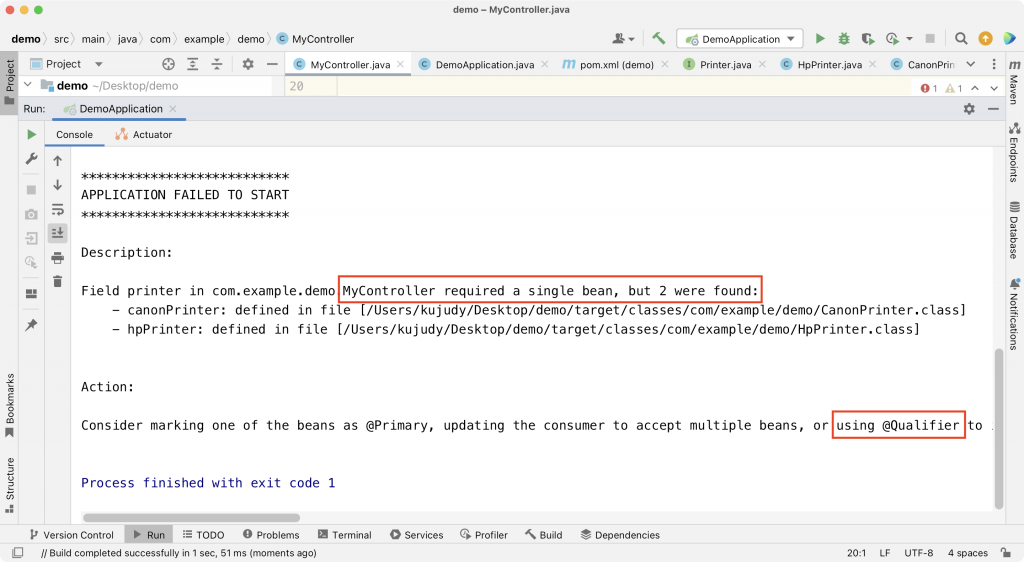 demo – MyController.java
demo src main java com example demo MyController
DemoApplication
Project
MyController.java DemoApplication.java pom.xml (demo) Printer.java HpPrinter.java CanonPrin
demo ~/Desktop/demo
20
1 1
Run: DemoApplication
Console Actuator
***************************
APPLICATION FAILED TO START
***************************
Description:
Field printer in com.example.demo.MyController required a single bean, but 2 were found:
- canonPrinter: defined in file [/Users/kujudy/Desktop/demo/target/classes/com/example/demo/CanonPrinter.class]
- hpPrinter: defined in file [/Users/kujudy/Desktop/demo/target/classes/com/example/demo/HpPrinter.class]
Action:
Consider marking one of the beans as @Primary, updating the consumer to accept multiple beans, or using @Qualifier to
Process finished with exit code 1
Project
Bookmarks
Structure
Maven
Endpoints
Database
Notifications
Version Control Run TODO Problems Terminal Services Profiler Build Dependencies
// Build completed successfully in 1 sec, 51 ms (moments ago)
20:1 LF UTF-8 4 spaces